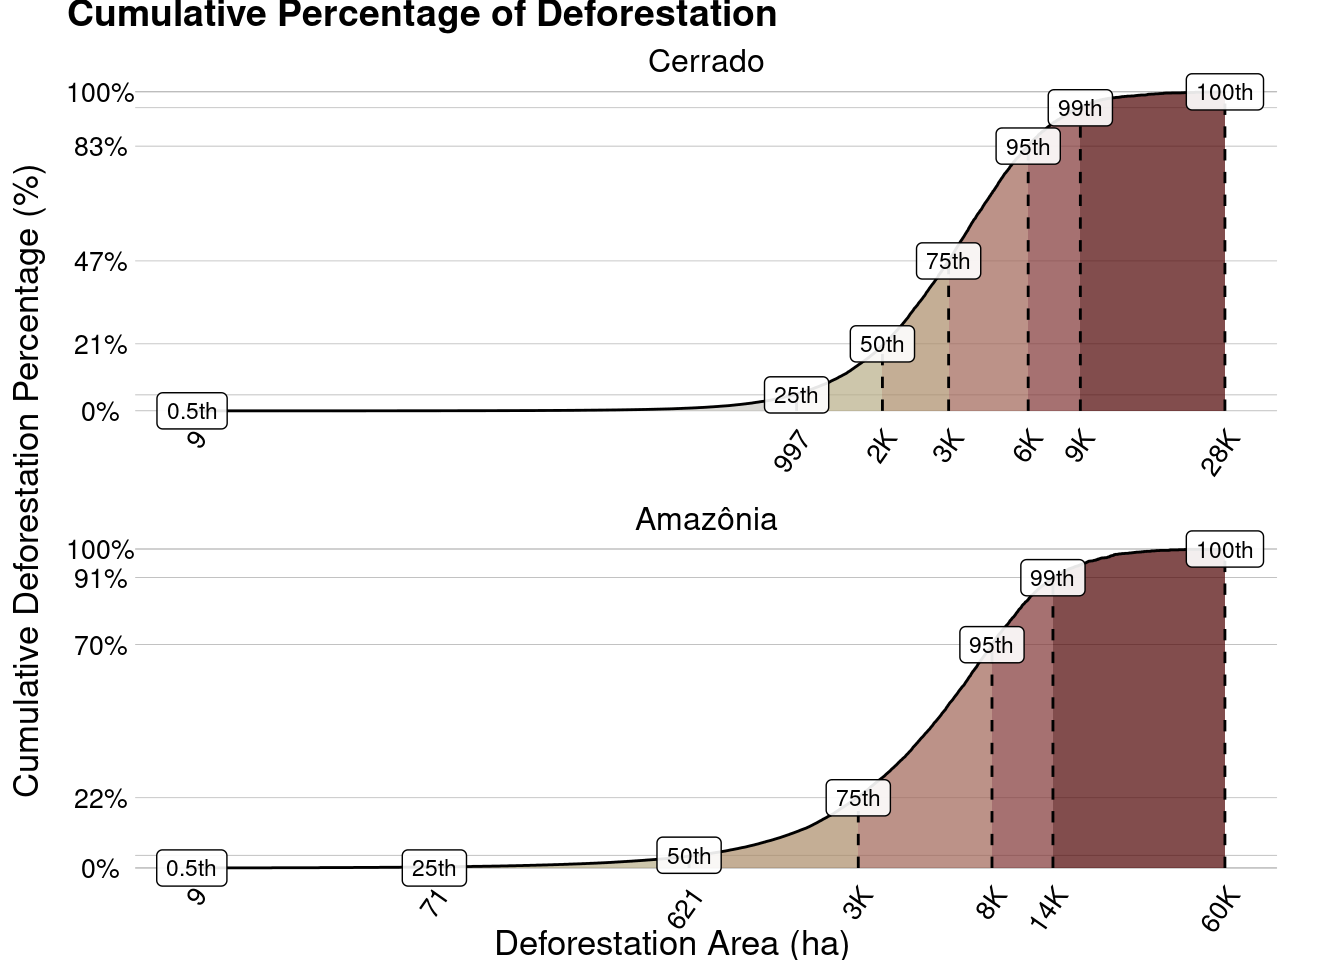 Cumulative Percentage of Deforestation
Cerrado
100%
83%
47%
21%
0%
0.5th
25th
50th
75th
95th
99th
100th
9
997
2K
3K
6K
9K
28K
Cumulative Deforestation Percentage (%)
Amazônia
100%
91%
70%
22%
0%
0.5th
25th
50th
75th
95th
99th
100th
9
71
621
3K
8K
14K
60K
Deforestation Area (ha)